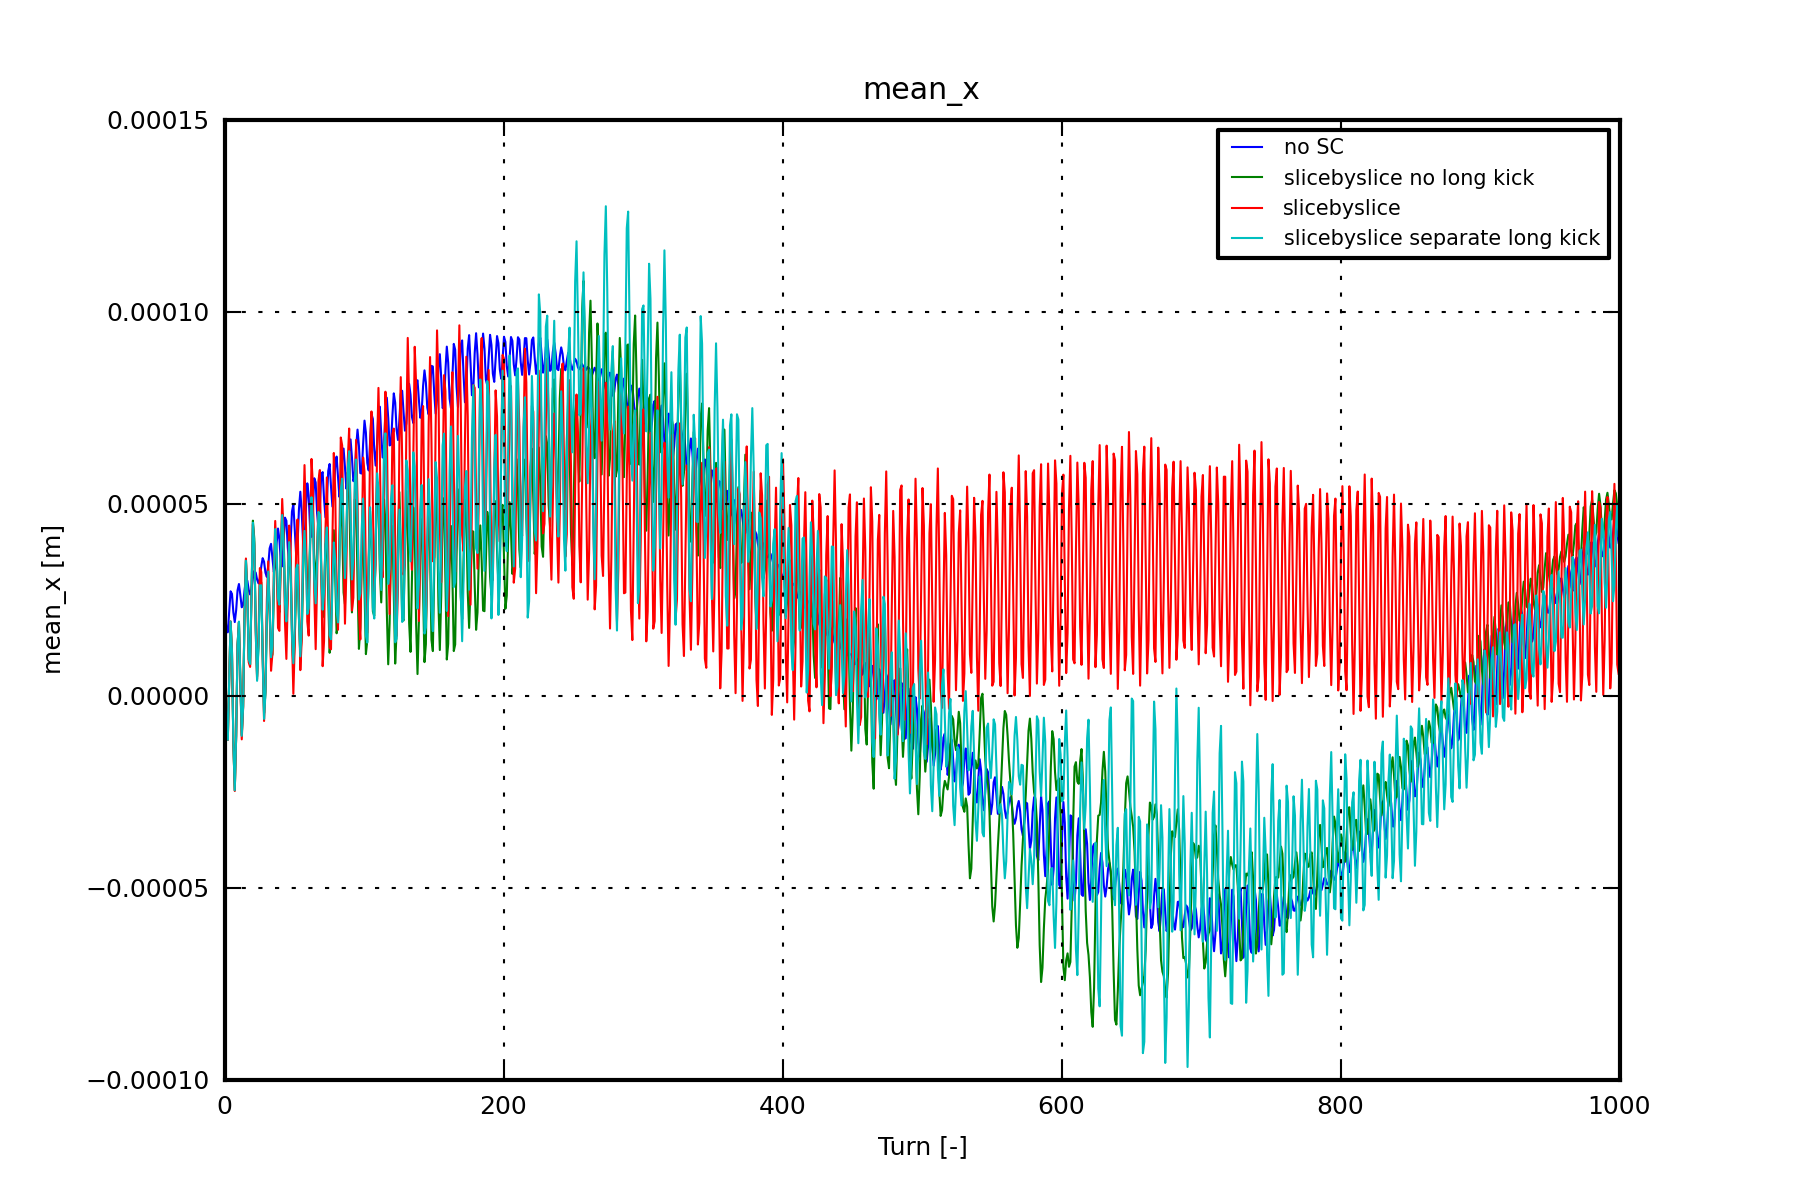 mean_x
0.00015
0.00010
0.00005
0.00000
−0.00005
−0.00010
mean_x [m]
no SC
slicebyslice no long kick
slicebyslice
slicebyslice separate long kick
0 200 400 600 800 1000
Turn [-]